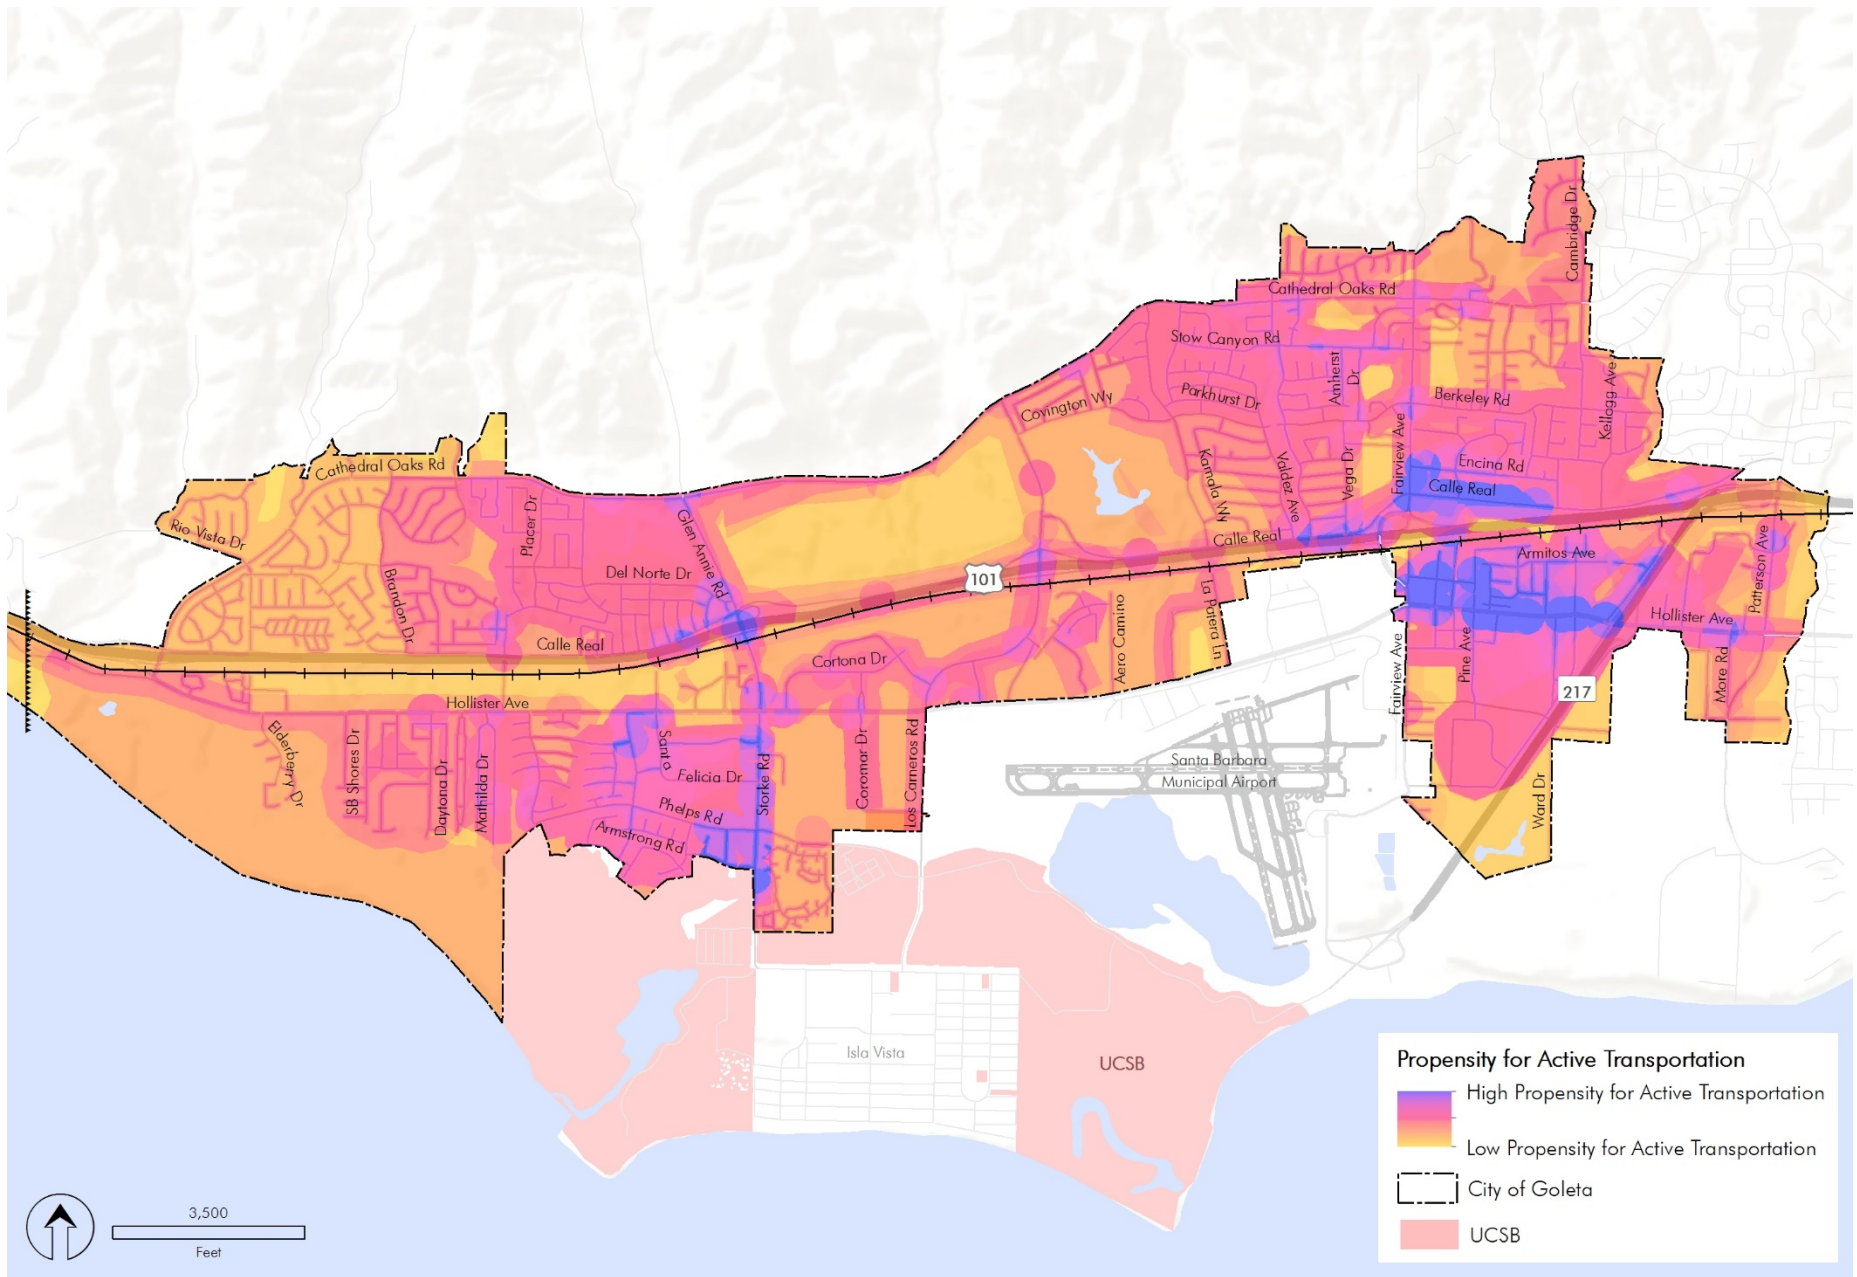 Cambridge Dr
Cathedral Oaks Rd
Stow Canyon Rd
Amherst
Dr
Parkhurst Dr
Berkeley Rd
Covington Wy
Kellogg Ave
Fairview Ave
Kamala Wy
Valdez Ave
Vega Dr
Encina Rd
Calle Real
Cathedral Oaks Rd
Rio Vista Dr
Placer Dr
Glen Annie Rd
Calle Real
Armitos Ave
Patterson Ave
Del Norte Dr
Brandon Dr
101
Aero Camino
La Patera Ln
Hollister Ave
Calle Real
Cortona Dr
Fairview Ave
Pine Ave
More Rd
217
Hollister Ave
Elderberry Dr
SB Shores Dr
Daytona Dr
Mathilda Dr
Santa
Felicia Dr
Storke Rd
Coromar Dr
Los Carneros Rd
Phelps Rd
Armstrong Rd
Santa Barbara
Municipal Airport
Ward Dr
Isla Vista
UCSB
Propensity for Active Transportation
High Propensity for Active Transportation
Low Propensity for Active Transportation
City of Goleta
UCSB
3,500
Feet